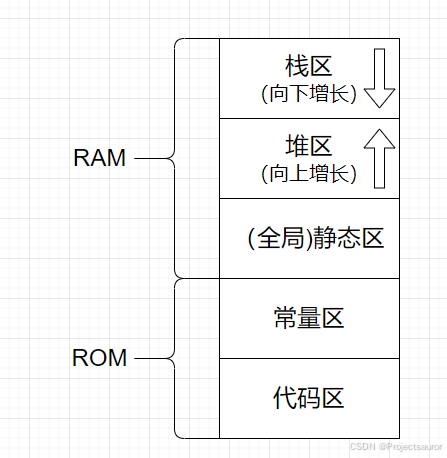 栈区
(向下增长)
堆区
(向上增长)
RAM
(全局)静态区
常量区
ROM
代码区
CSDN @Projectsauror